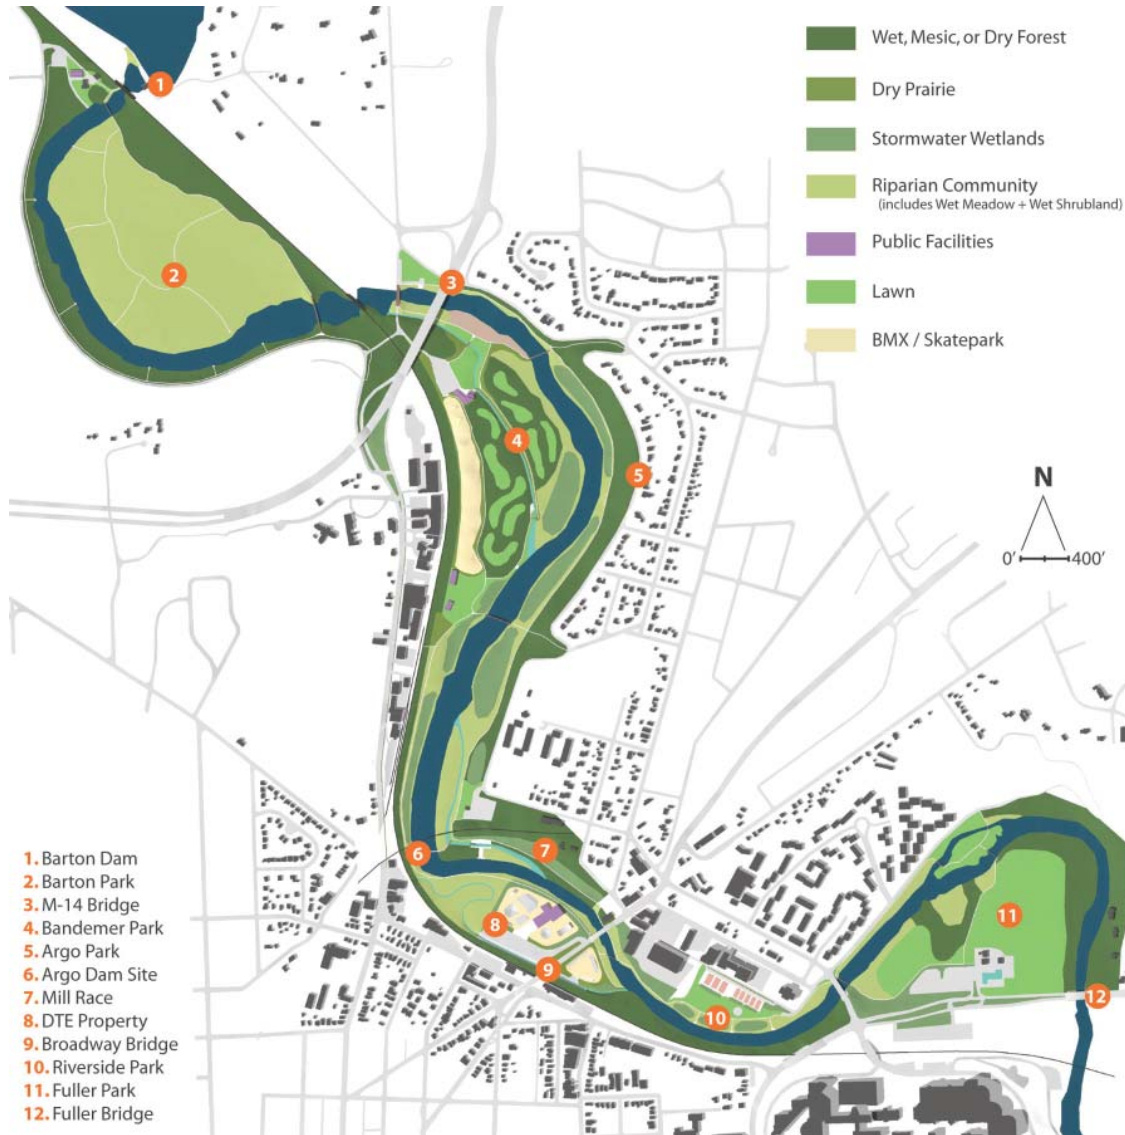 Wet, Mesic, or Dry Forest
Dry Prairie
Stormwater Wetlands
Riparian Community
(includes Wet Meadow + Wet Shrubland)
Public Facilities
Lawn
BMX / Skatepark
1
2
3
4
5
N
0' 400'
6
7
8
9
10
11
12
1. Barton Dam
2. Barton Park
3. M-14 Bridge
4. Bandemer Park
5. Argo Park
6. Argo Dam Site
7. Mill Race
8. DTE Property
9. Broadway Bridge
10. Riverside Park
11. Fuller Park
12. Fuller Bridge